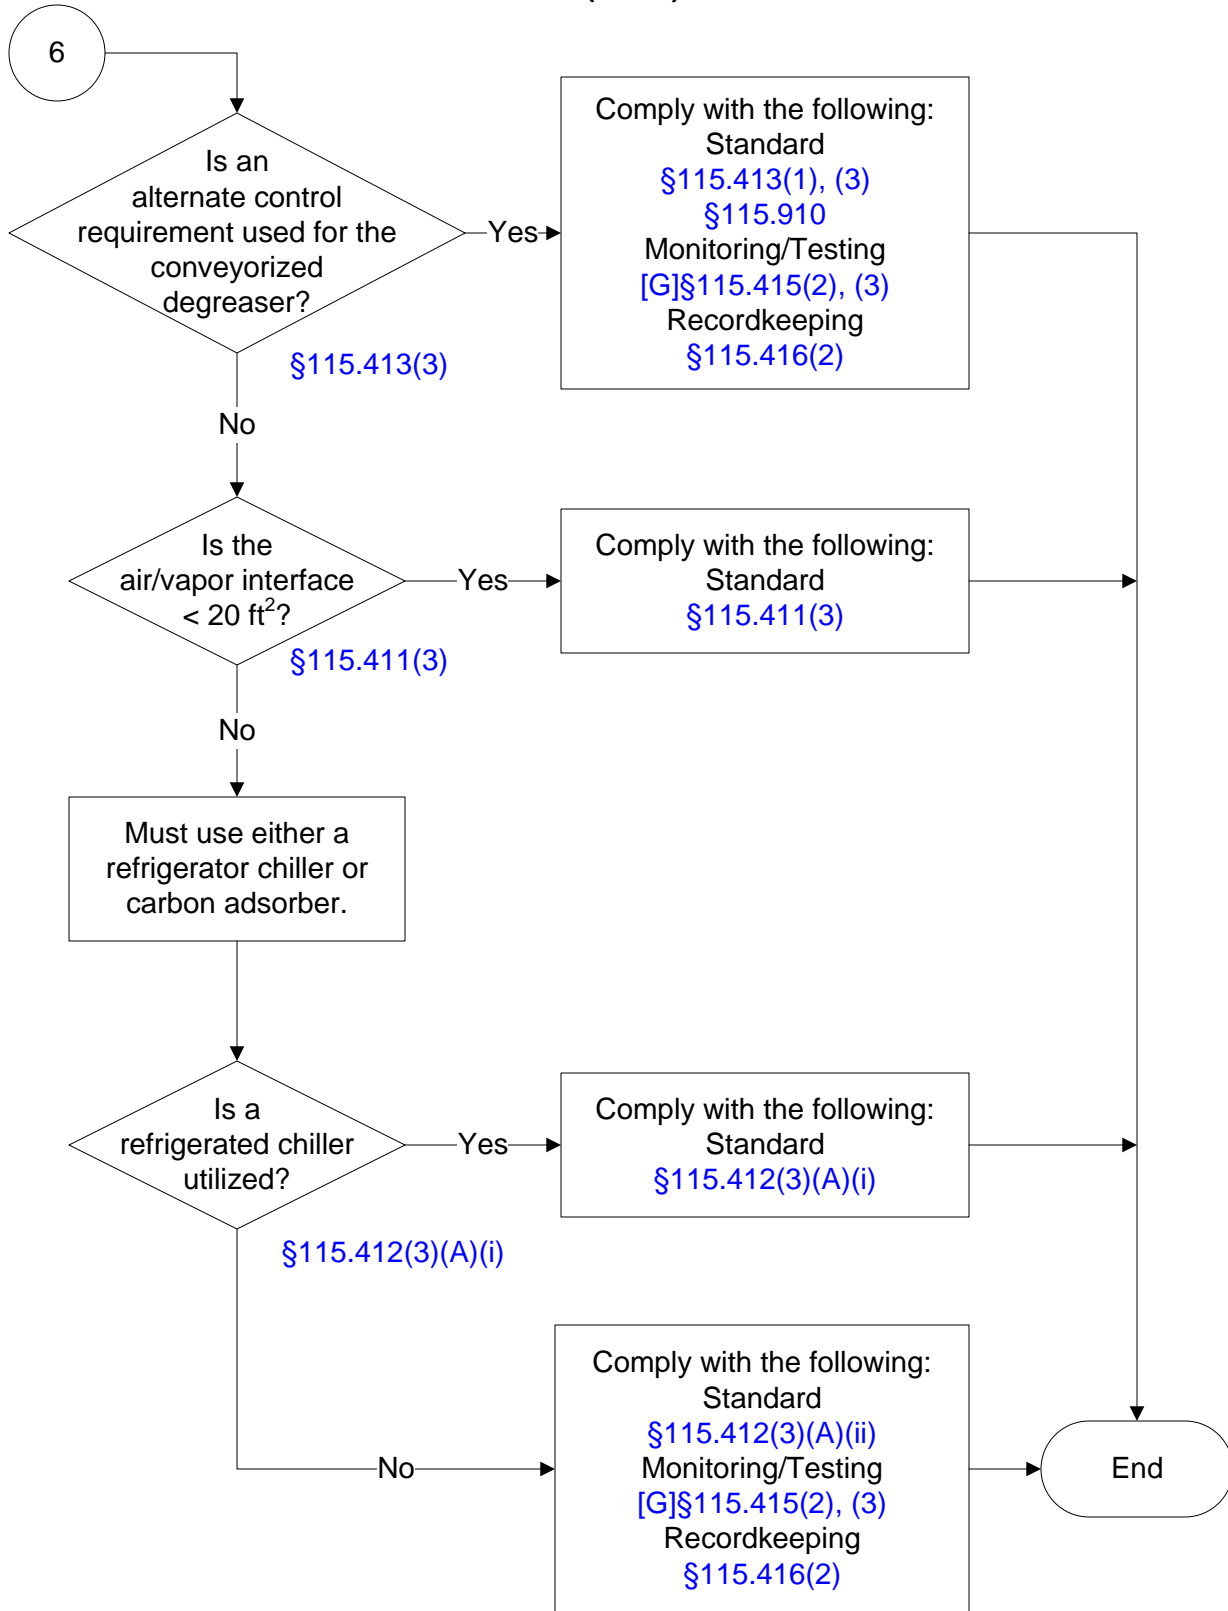 6
Is an
alternate control
requirement used for the
conveyorized
degreaser?
§115.413(3)
Yes
Comply with the following:
Standard
§115.413(1), (3)
§115.910
Monitoring/Testing
[G]§115.415(2), (3)
Recordkeeping
§115.416(2)
No
Is the
air/vapor interface
< 20 ft²?
§115.411(3)
Yes
Comply with the following:
Standard
§115.411(3)
No
Must use either a
refrigerator chiller or
carbon adsorber.
Is a
refrigerated chiller
utilized?
§115.412(3)(A)(i)
Yes
Comply with the following:
Standard
§115.412(3)(A)(i)
No
Comply with the following:
Standard
§115.412(3)(A)(ii)
Monitoring/Testing
[G]§115.415(2), (3)
Recordkeeping
§115.416(2)
End